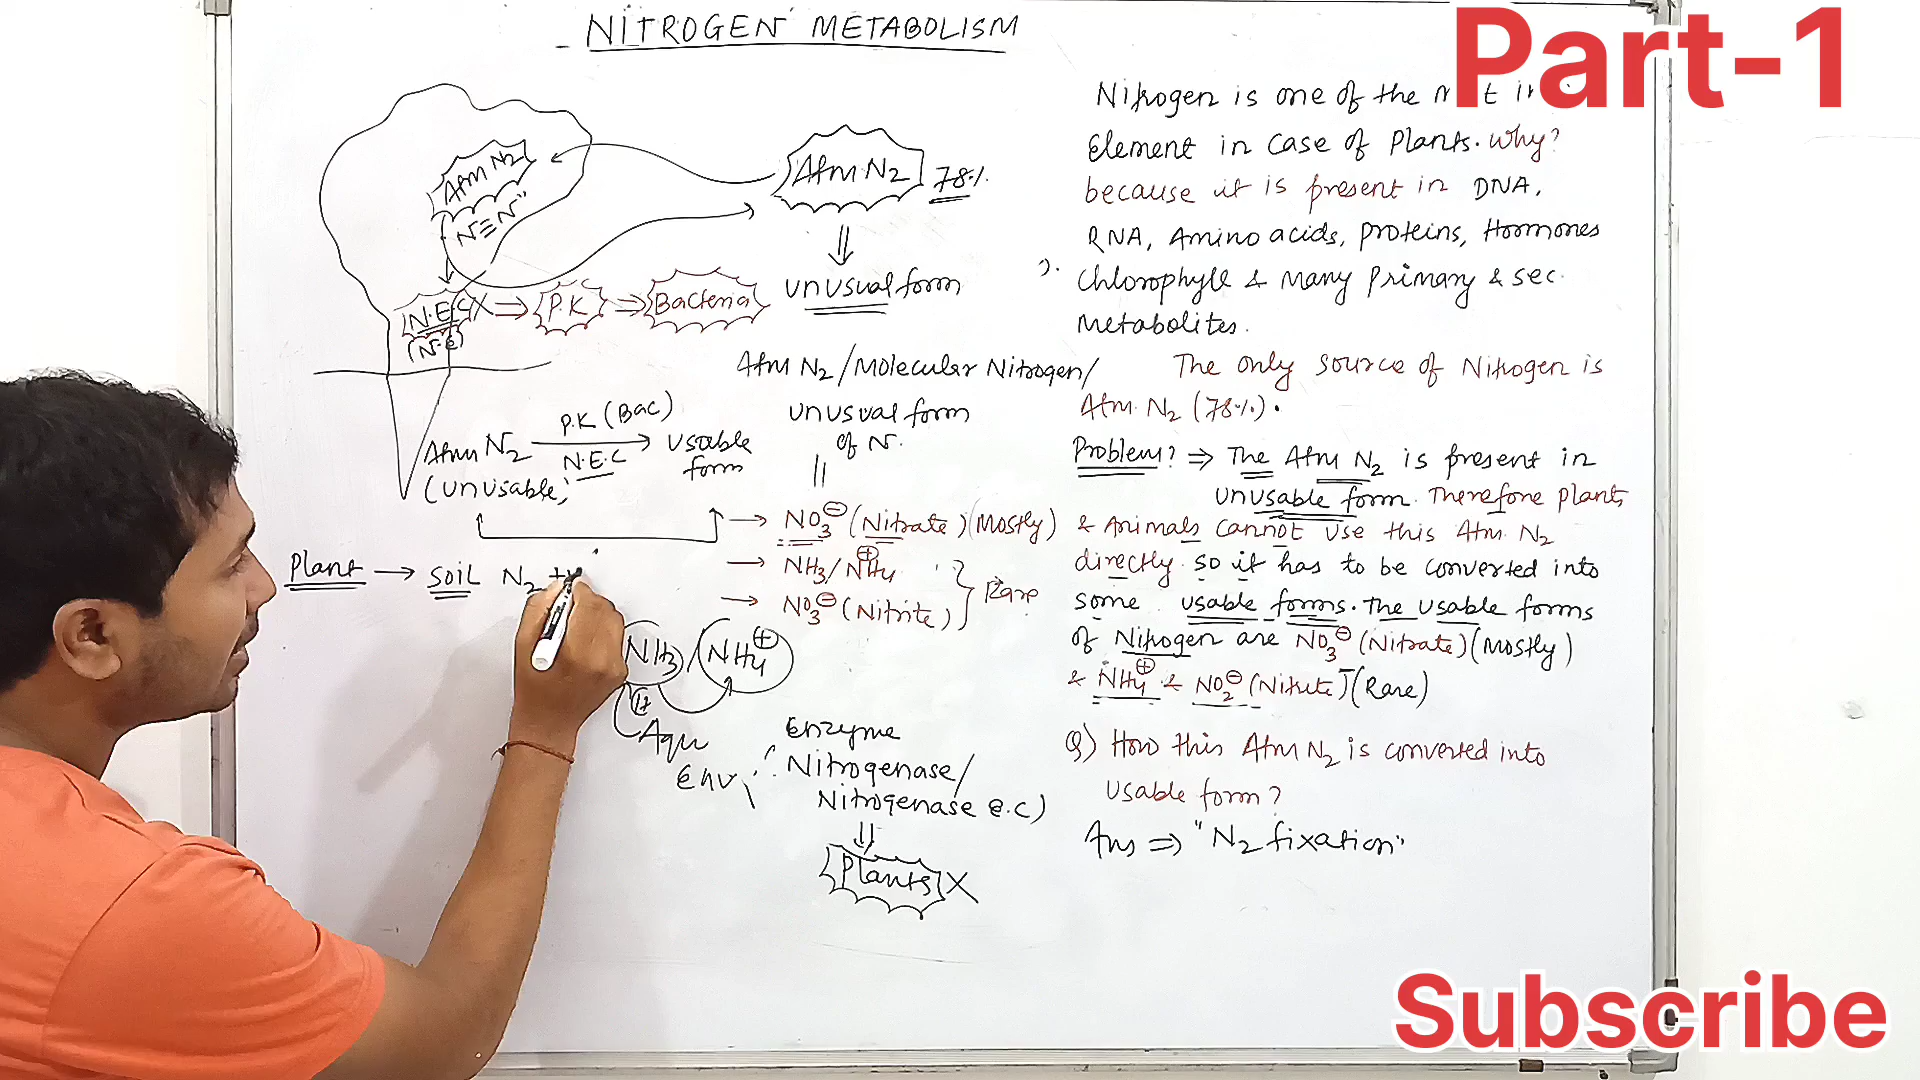 NITROGEN METABOLISM
Part-1
Atm N2
N≡N"
Atm N2
78%
unusual form
N.E.C X ⇒ P.K ⇒ Bacteria
(N-e)
Atm N2/Molecular Nitrogen/
unusual form
of N.
P.K (Bac)
Atm N2 → usable
N.E.C
form
(unusable)
→ NO3⊖ (Nitrate) (Mostly)
→ NH3/NH4⊕
→ NO3⊖ (Nitrite)
} Rare
Plant → Soil N2
NH3/NH4⊕
H+
Aqu
Env
Enzyme
Nitrogenase/
Nitrogenase e.c)
⇓
Plants X
Nitrogen is one of the
Element in case of Plants. Why?
because it is present in DNA,
RNA, Amino acids, proteins, Hormones
Chlorophyll & many primary & sec.
metabolites.
The only source of Nitrogen is
Atm N2 (78%).
Problem? ⇒ The Atm N2 is present in
unusable form. Therefore plants
& Animals cannot use this Atm N2
directly so it has to be converted into
some usable forms. The usable forms
of Nitrogen are NO3⊖ (Nitrate) (Mostly)
& NH4⊕ & NO2⊖ (Nitrite) (Rare)
Q) How this Atm N2 is converted into
usable form?
Ans ⇒ "N2 fixation"
Subscribe